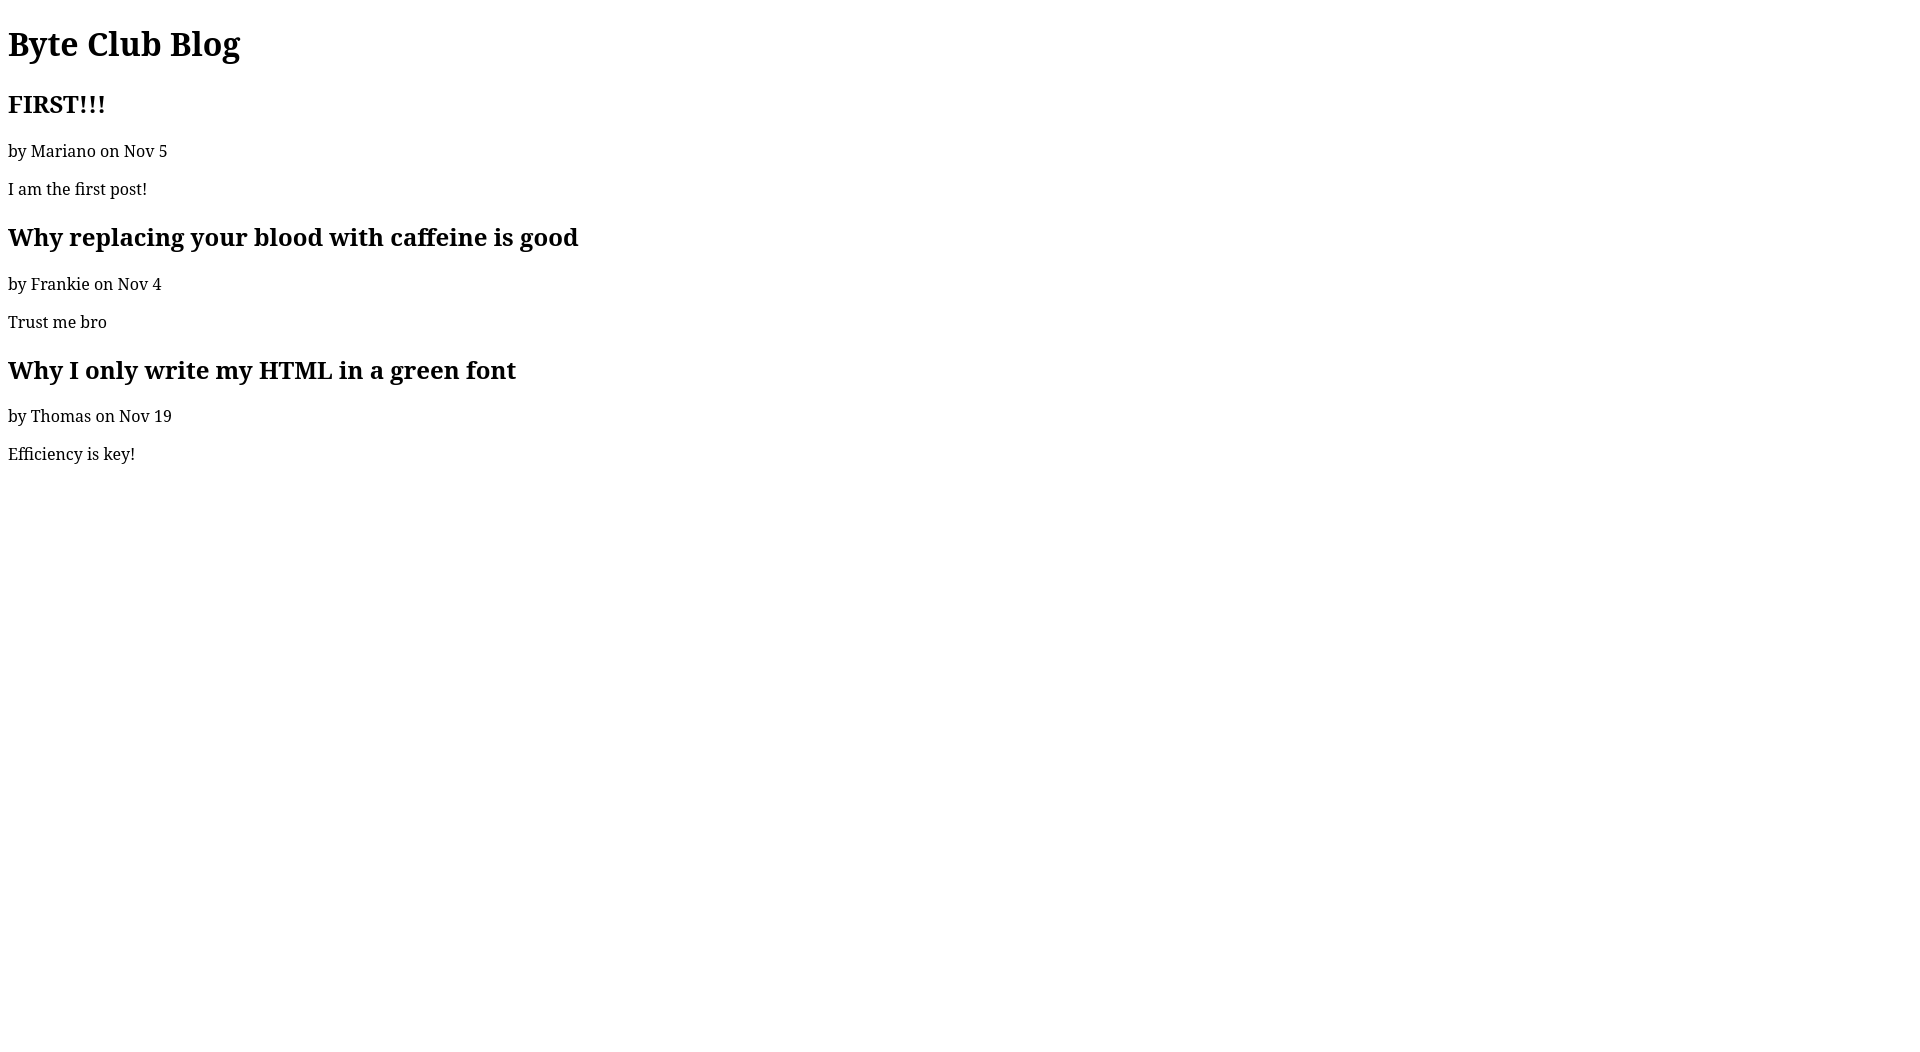 Byte Club Blog
FIRST!!!
by Mariano on Nov 5
I am the first post!
Why replacing your blood with caffeine is good
by Frankie on Nov 4
Trust me bro
Why I only write my HTML in a green font
by Thomas on Nov 19
Efficiency is key!